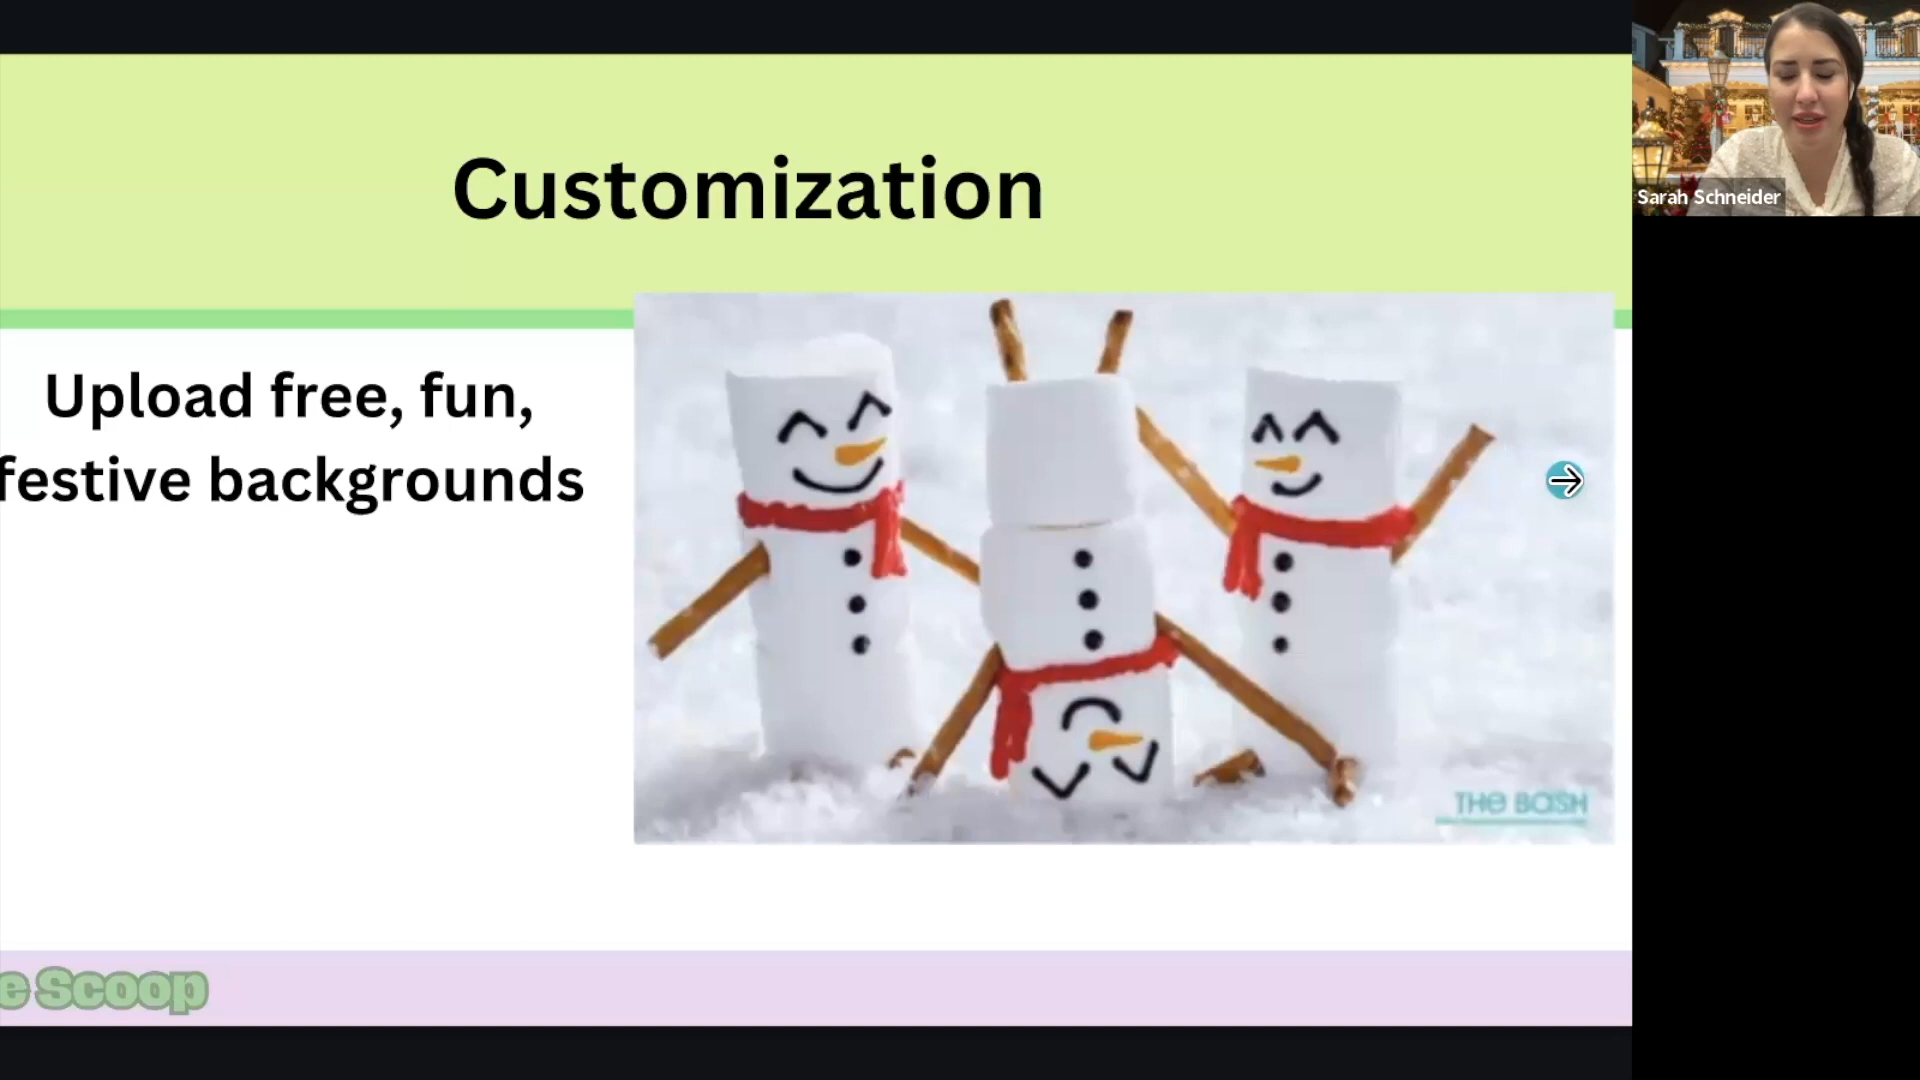 Customization
Sarah Schneider
Upload free, fun,
festive backgrounds
THE BASH
e Scoop